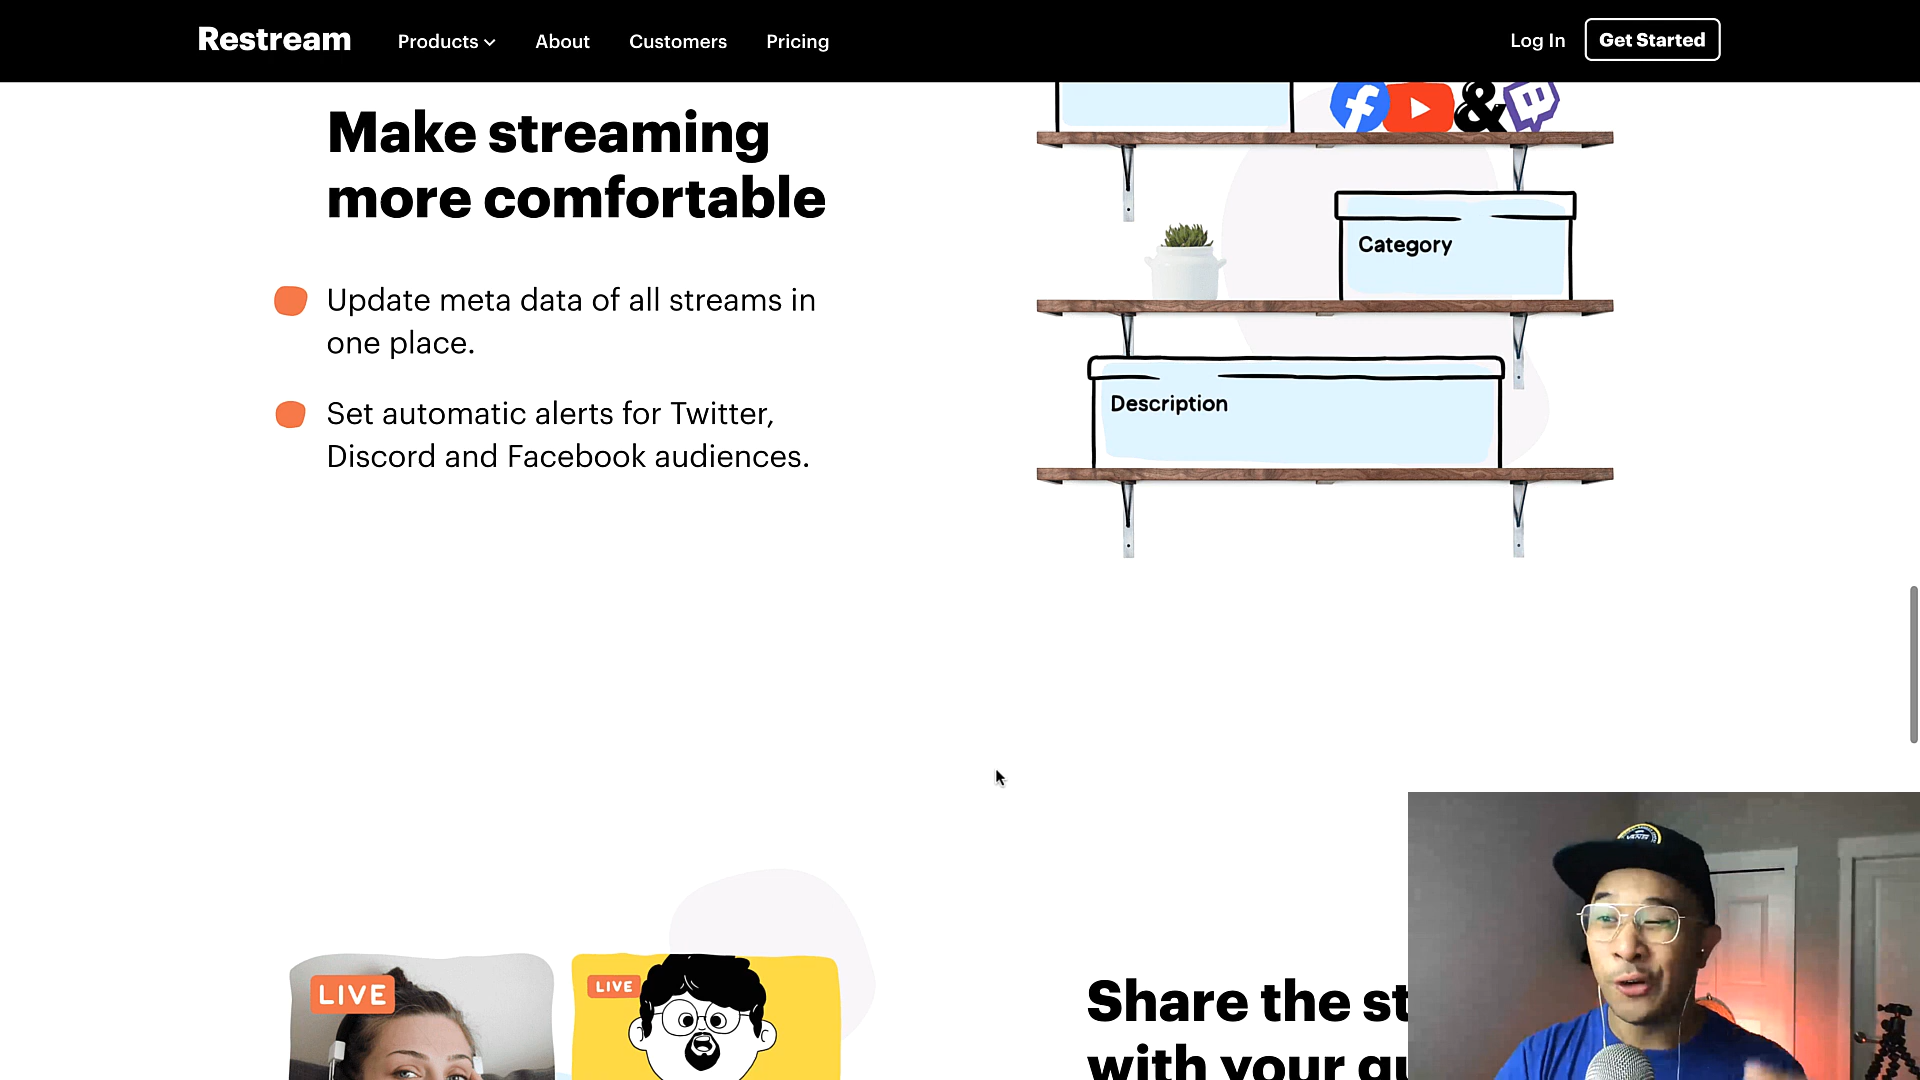 Restream Products About Customers Pricing Log In Get Started
Make streaming
more comfortable
Update meta data of all streams in
one place.
Set automatic alerts for Twitter,
Discord and Facebook audiences.
&
Category
Description
LIVE
LIVE
Share the st
with your gu